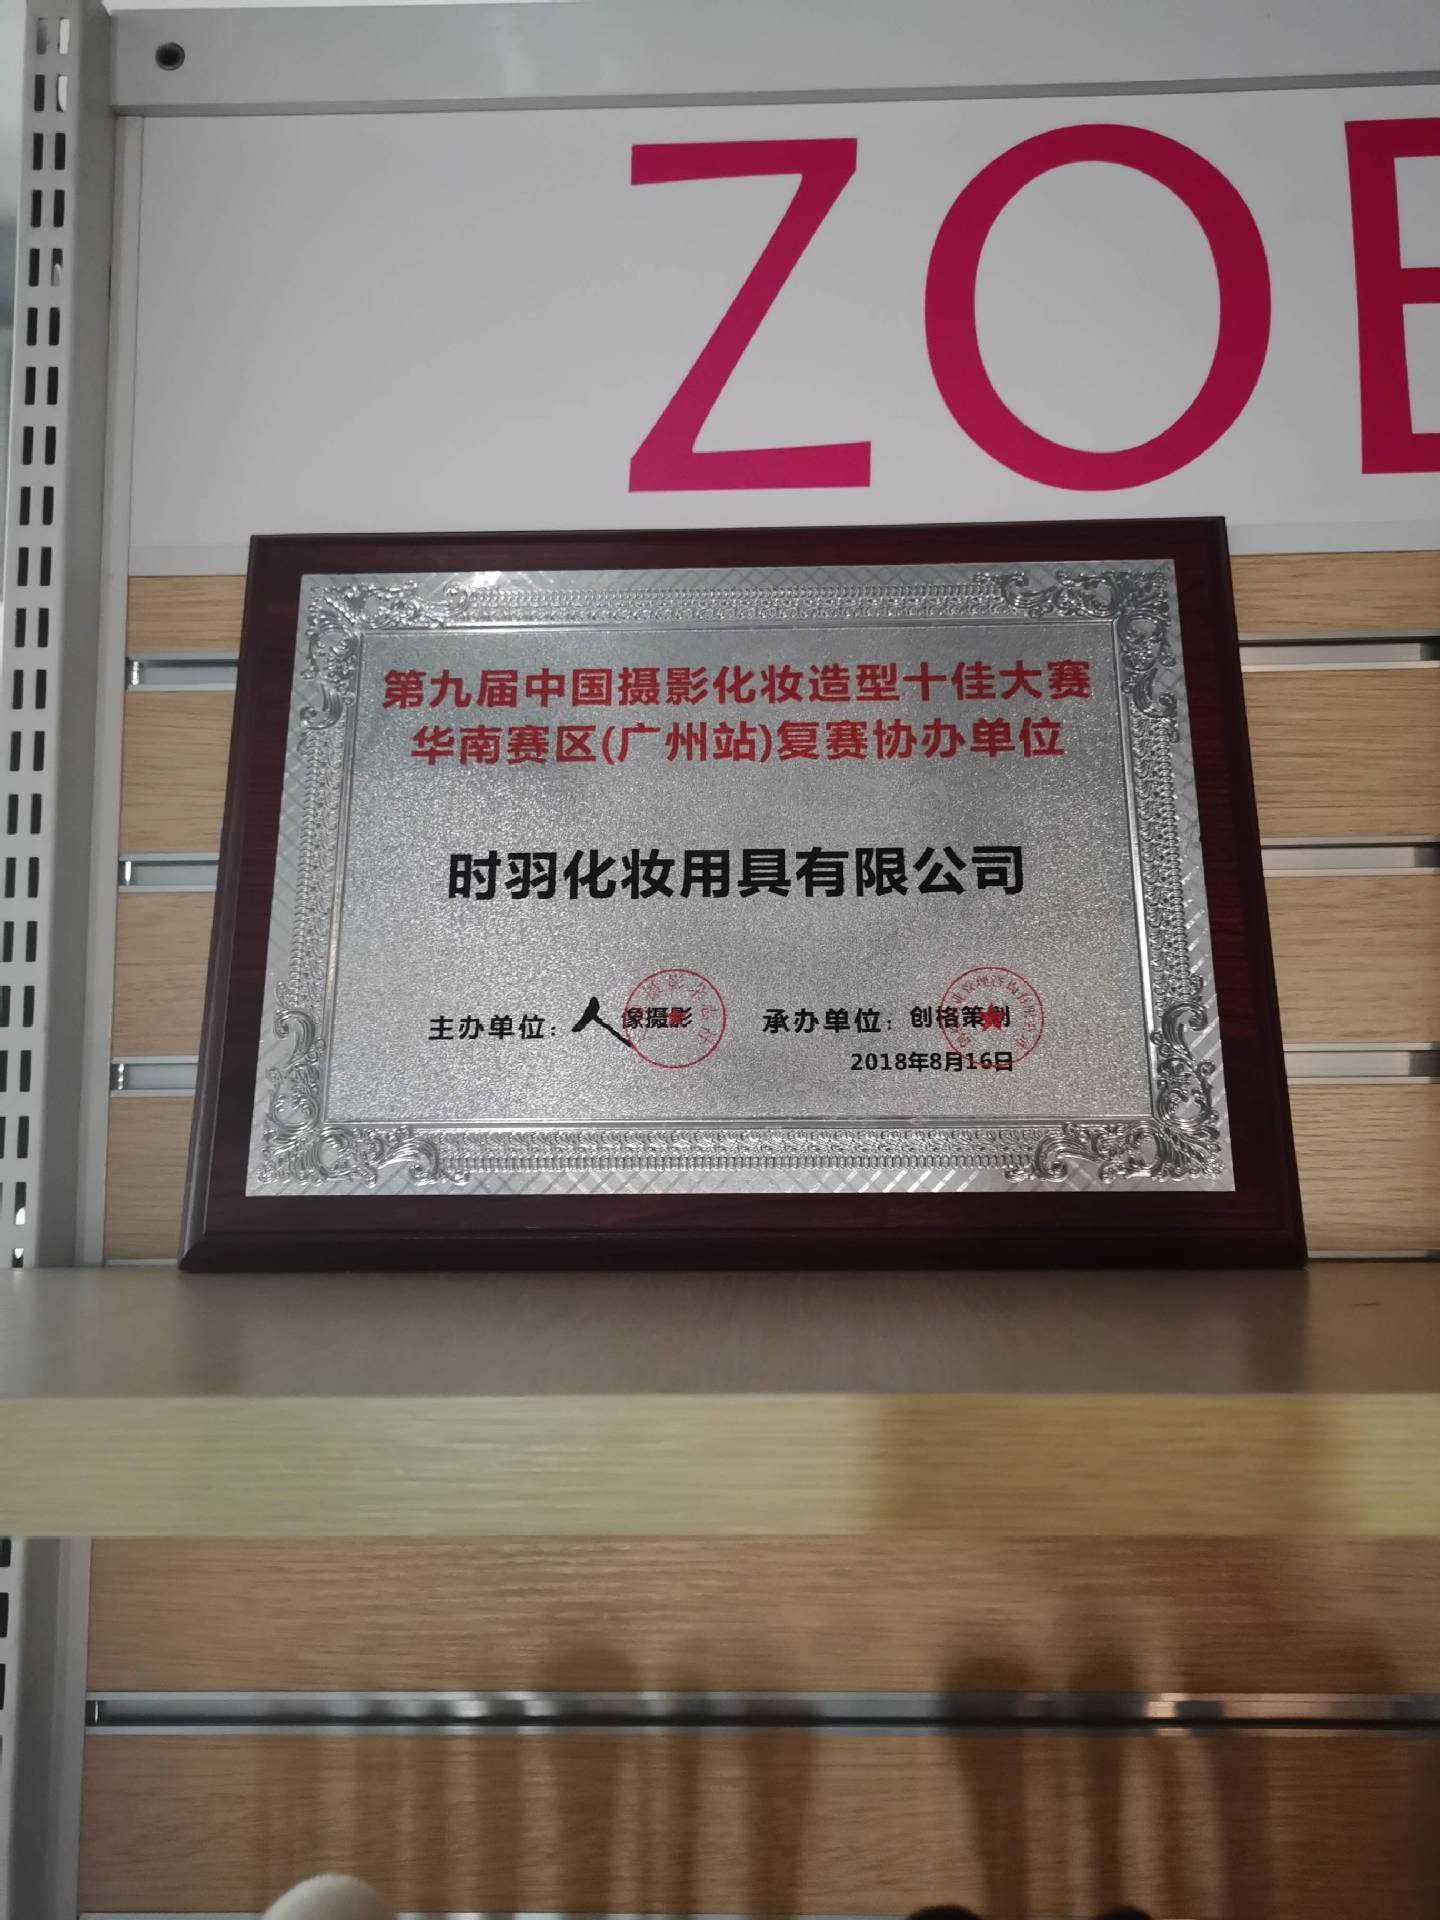 ZOE
第九届中国摄影化妆造型十佳大赛
华南赛区(广州站)复赛协办单位
时羽化妆用具有限公司
主办单位：人像摄影 承办单位：创格策划
2018年8月16日